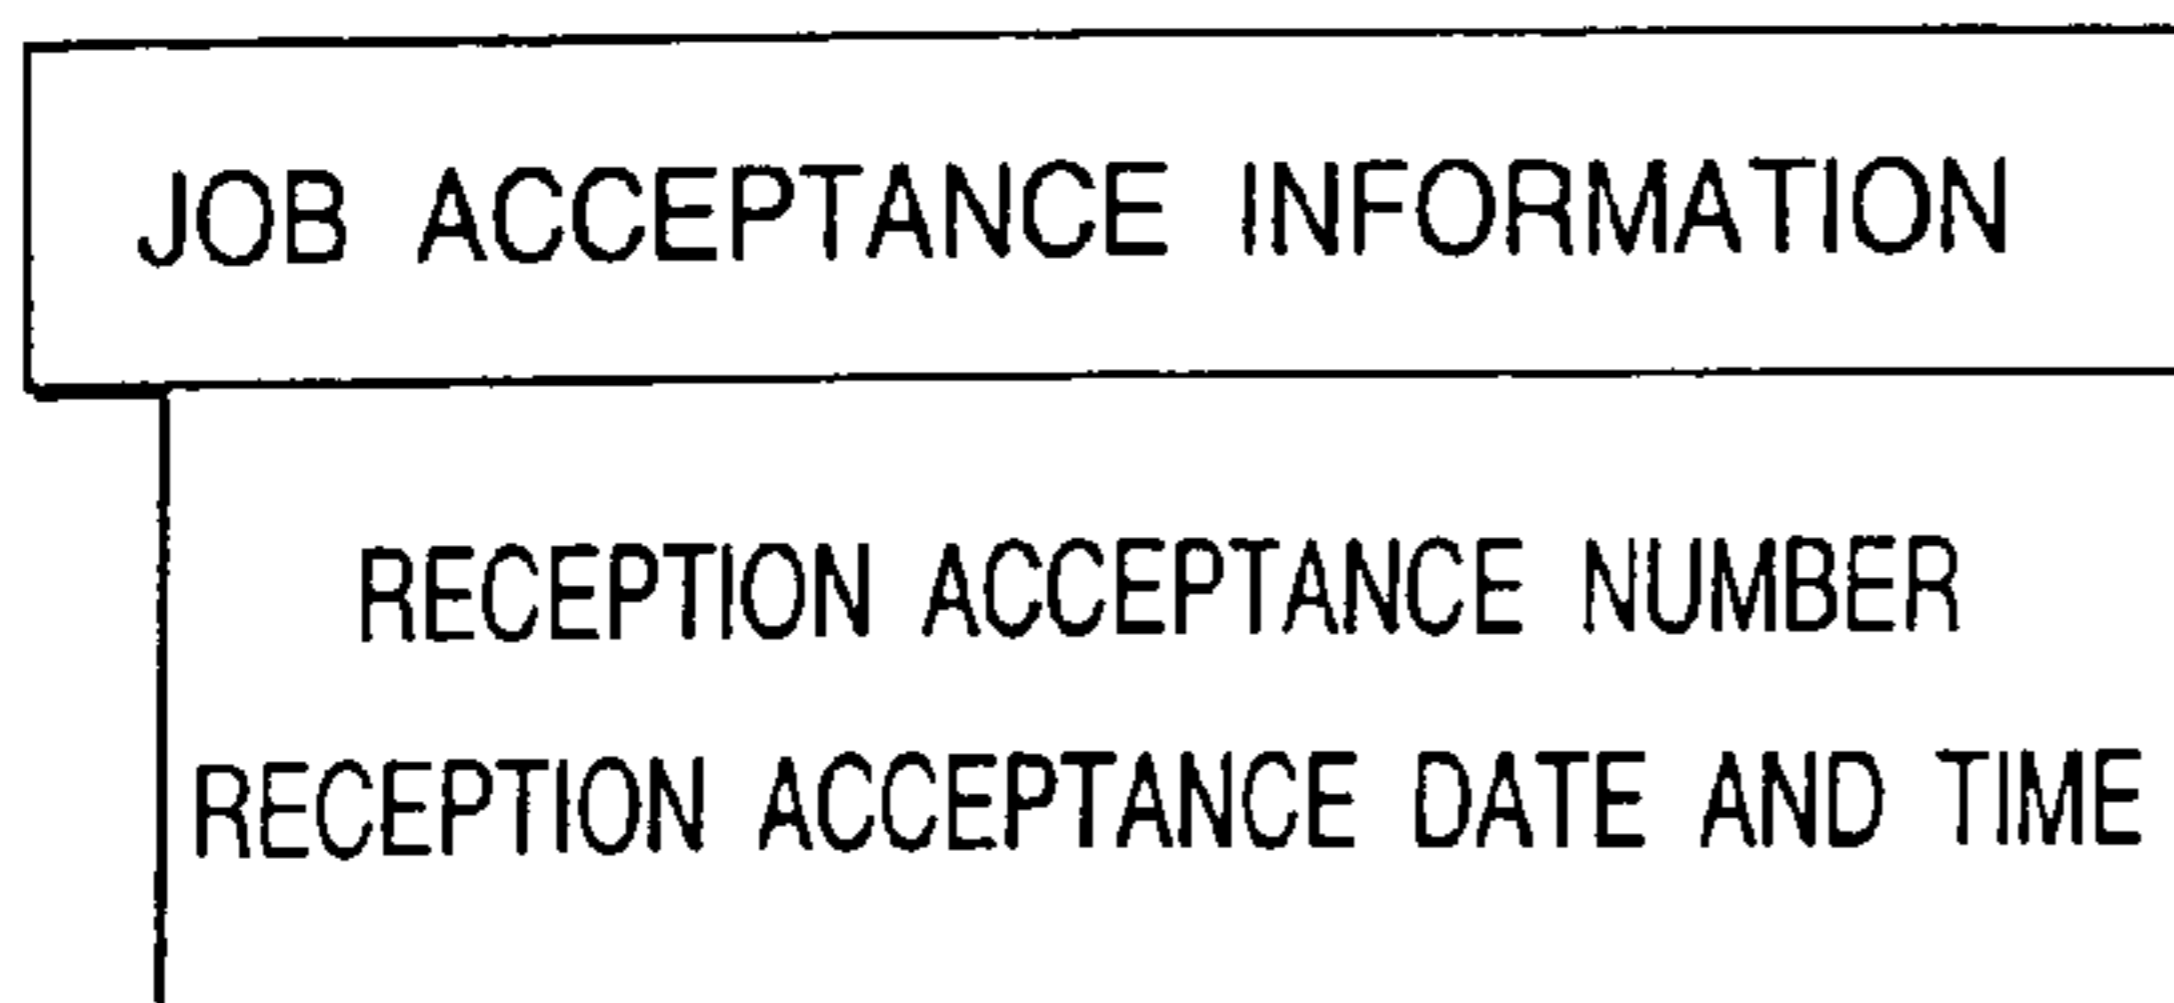 JOB ACCEPTANCE INFORMATION
RECEPTION ACCEPTANCE NUMBER
RECEPTION ACCEPTANCE DATE AND TIME